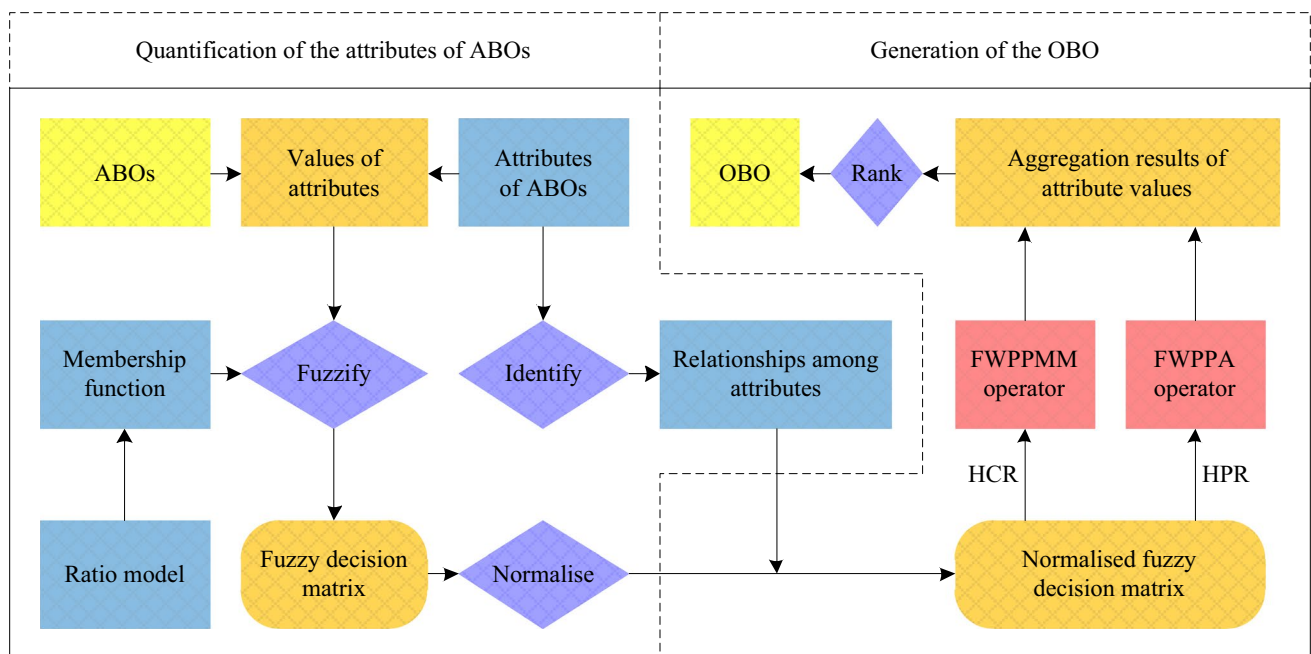 Quantification of the attributes of ABOs
Generation of the OBO
ABOs
Values of
attributes
Attributes
of ABOs
OBO
Rank
Aggregation results of
attribute values
Membership
function
Fuzzify
Identify
Relationships among
attributes
FWPPMM
operator
FWPPA
operator
HCR
HPR
Ratio model
Fuzzy decision
matrix
Normalise
Normalised fuzzy
decision matrix